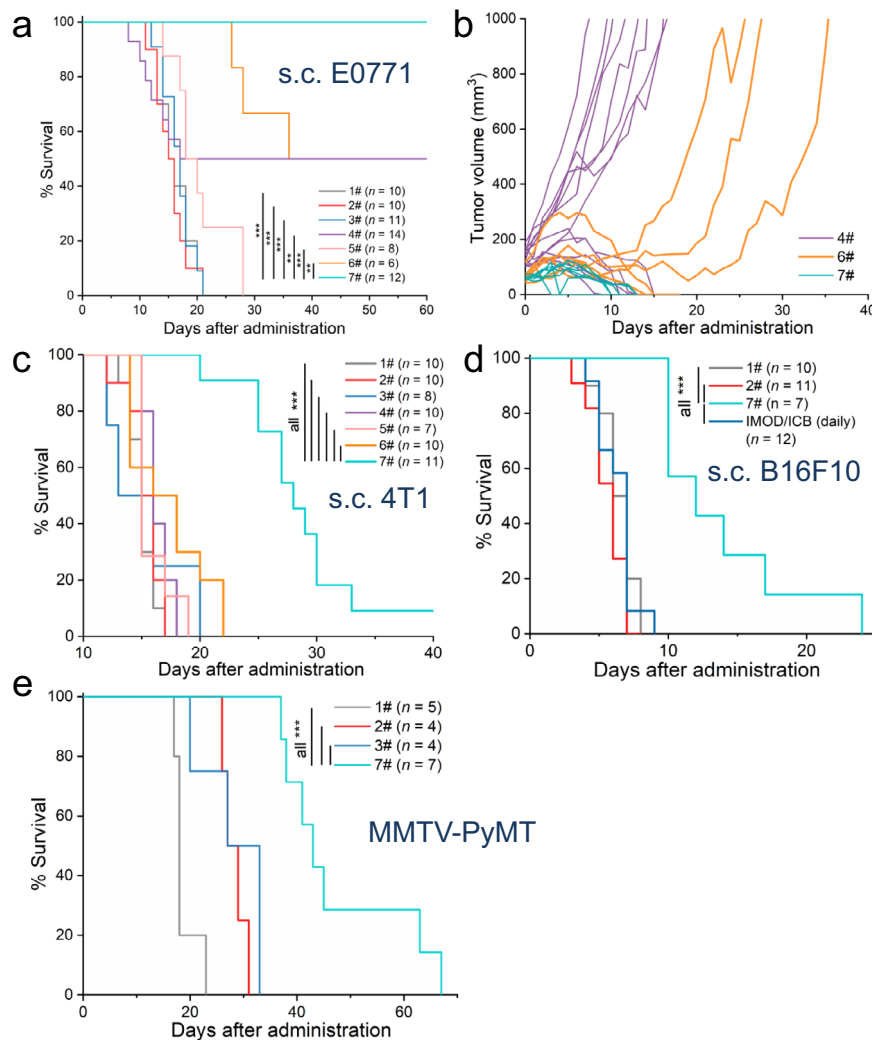 a
s.c. E0771
% Survival
100
80
60
40
20
0
0 10 20 30 40 50 60
Days after administration
1# (n = 10)
2# (n = 10)
3# (n = 11)
4# (n = 14)
5# (n = 8)
6# (n = 6)
7# (n = 12)
*** *** *** ** *** **
b
Tumor volume (mm³)
1000
800
600
400
200
0
0 10 20 30 40
Days after administration
4#
6#
7#
c
s.c. 4T1
% Survival
100
80
60
40
20
0
10 20 30 40
Days after administration
all ***
1# (n = 10)
2# (n = 10)
3# (n = 8)
4# (n = 10)
5# (n = 7)
6# (n = 10)
7# (n = 11)
d
s.c. B16F10
% Survival
100
80
60
40
20
0
0 10 20
Days after administration
all ***
1# (n = 10)
2# (n = 11)
7# (n = 7)
IMOD/ICB (daily)
(n = 12)
e
MMTV-PyMT
% Survival
100
80
60
40
20
0
0 20 40 60
Days after administration
all ***
1# (n = 5)
2# (n = 4)
3# (n = 4)
7# (n = 7)